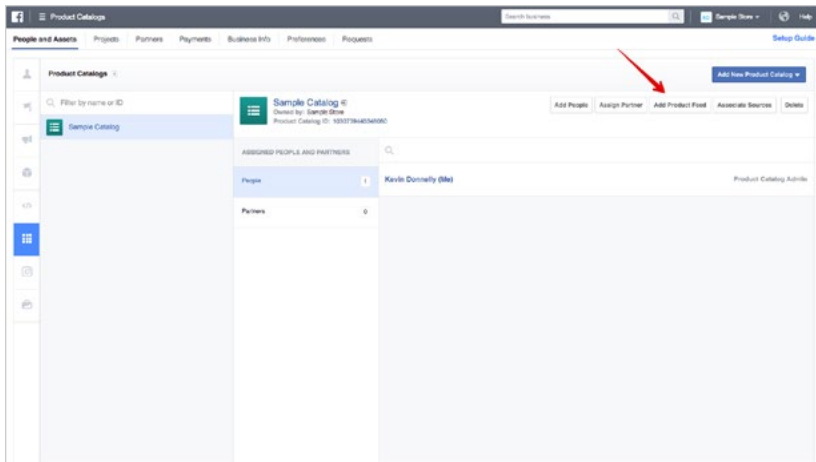 Product Catalogs
Search business
Sample Store
Help
People and Assets
Projects
Partners
Payments
Business Info
Preferences
Requests
Setup Guide
Product Catalogs
Add New Product Catalog
Filter by name or ID
Sample Catalog
Sample Catalog
Owned by: Sample Store
Product Catalog ID:
Add People
Assign Partner
Add Product Feed
Associate Sources
Delete
ASSIGNED PEOPLE AND PARTNERS
People
1
Partners
0
Kevin Donnelly (Me)
Product Catalog Admin